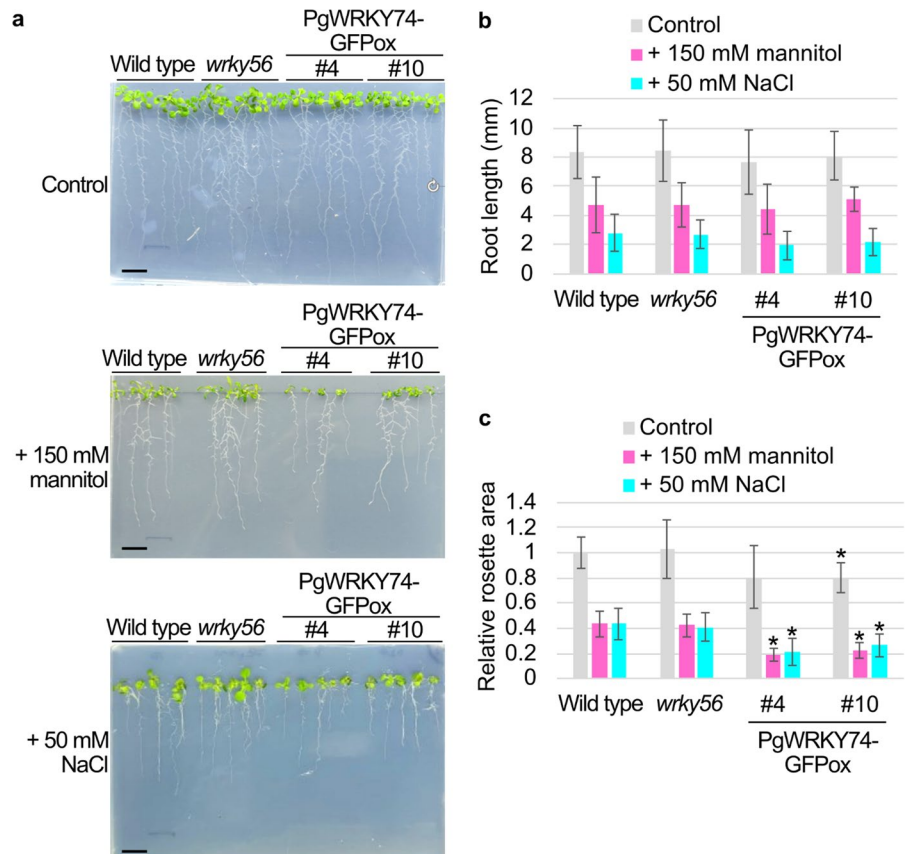 a
PgWRKY74-
GFPox
Wild type wrky56 #4 #10
Control
PgWRKY74-
GFPox
Wild type wrky56 #4 #10
+ 150 mM
mannitol
PgWRKY74-
GFPox
Wild type wrky56 #4 #10
+ 50 mM
NaCl
b
Control
+ 150 mM mannitol
+ 50 mM NaCl
Root length (mm)
12
10
8
6
4
2
0
Wild type wrky56 #4 #10
PgWRKY74-
GFPox
c
Control
+ 150 mM mannitol
+ 50 mM NaCl
Relative rosette area
1.4
1.2
1
0.8
0.6
0.4
0.2
0
* * * * *
Wild type wrky56 #4 #10
PgWRKY74-
GFPox